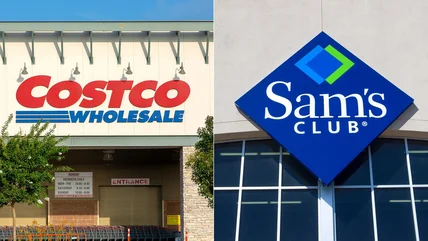 COSTCO
WHOLESALE
ENTRANCE
Sam's
CLUB®